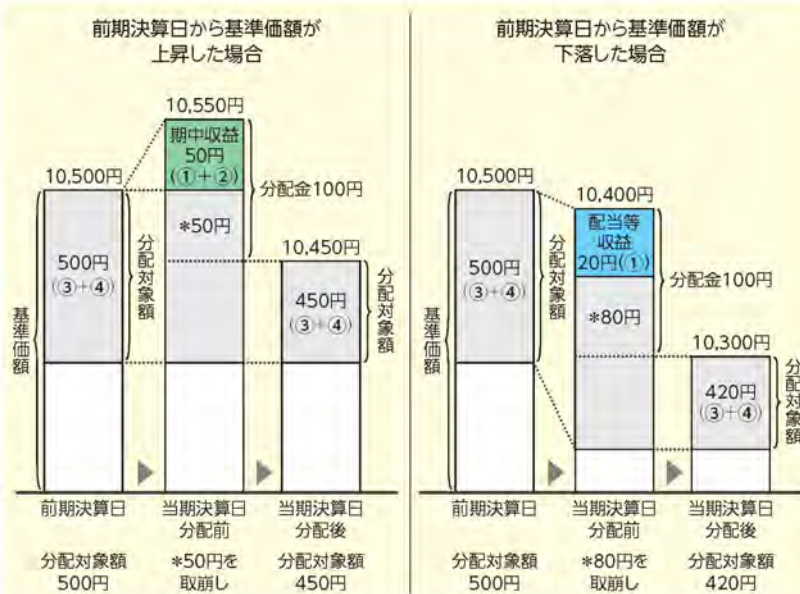 前期決算日から基準価額が
上昇した場合
10,500円
500円
(③+④)
基準価額
分配対象額
10,550円
期中収益
50円
(①+②)
*50円
分配金100円
10,450円
450円
(③+④)
分配対象額
前期決算日
当期決算日
分配前
当期決算日
分配後
分配対象額
500円
*50円を
取崩し
分配対象額
450円
前期決算日から基準価額が
下落した場合
10,500円
500円
(③+④)
基準価額
分配対象額
10,400円
配当等
収益
20円(①)
*80円
分配金100円
10,300円
420円
(③+④)
分配対象額
前期決算日
当期決算日
分配前
当期決算日
分配後
分配対象額
500円
*80円を
取崩し
分配対象額
420円